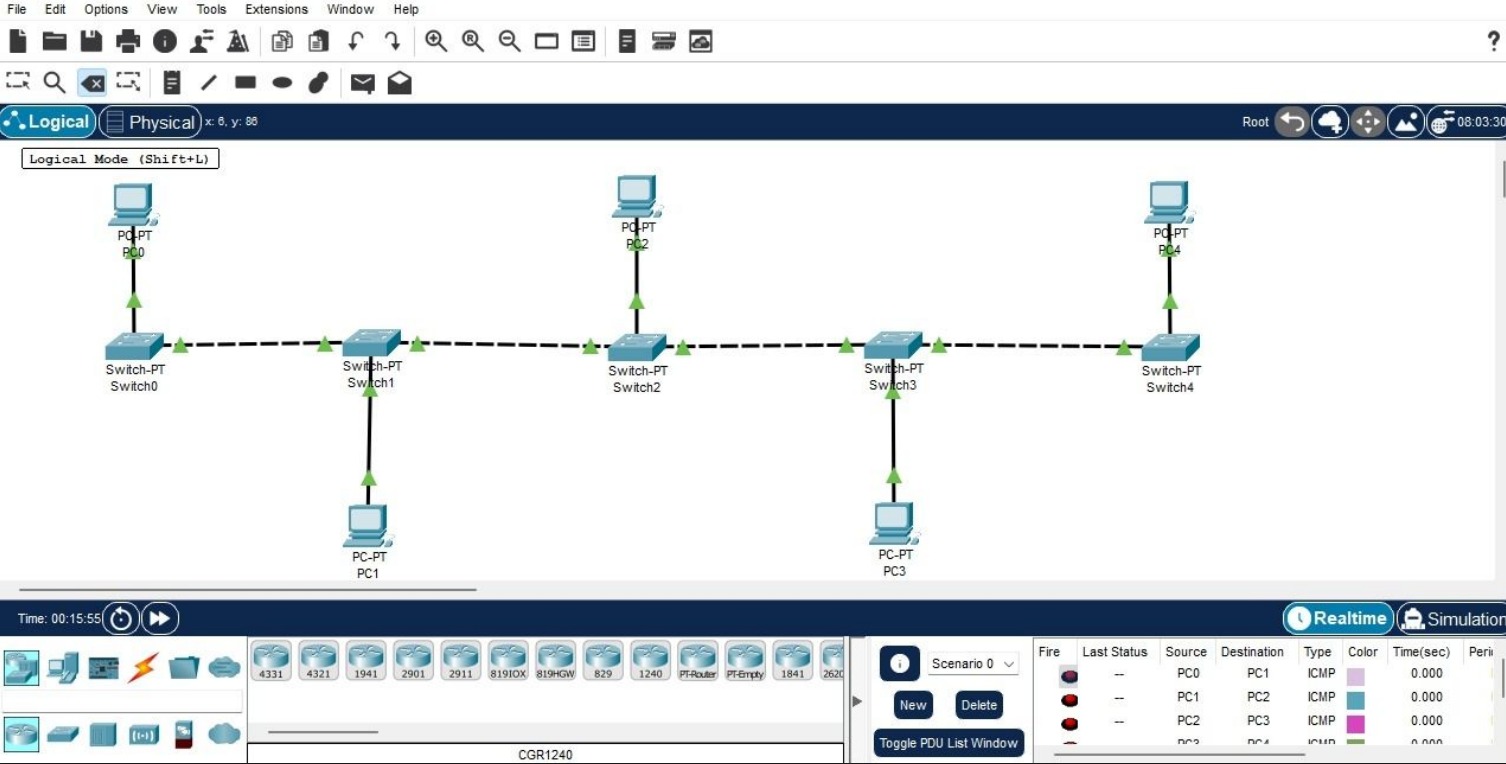 File Edit Options View Tools Extensions Window Help
?
Logical Physical x: 6, y: 86 Root 08:03:30
Logical Mode (Shift+L)
PC-PT
PC0
PC-PT
PC2
PC-PT
PC4
Switch-PT
Switch0
Switch-PT
Switch1
Switch-PT
Switch2
Switch-PT
Switch3
Switch-PT
Switch4
PC-PT
PC1
PC-PT
PC3
Time: 00:15:55 Realtime Simulation
4331 4321 1941 2901 2911 819IOX 819HGW 829 1240 PT-Router PT-Empty 1841 2620
CGR1240
Scenario 0
New Delete
Toggle PDU List Window
Fire Last Status Source Destination Type Color Time(sec) Peri
-- PC0 PC1 ICMP 0.000
-- PC1 PC2 ICMP 0.000
-- PC2 PC3 ICMP 0.000
PC3 PC4 ICMP 0.000